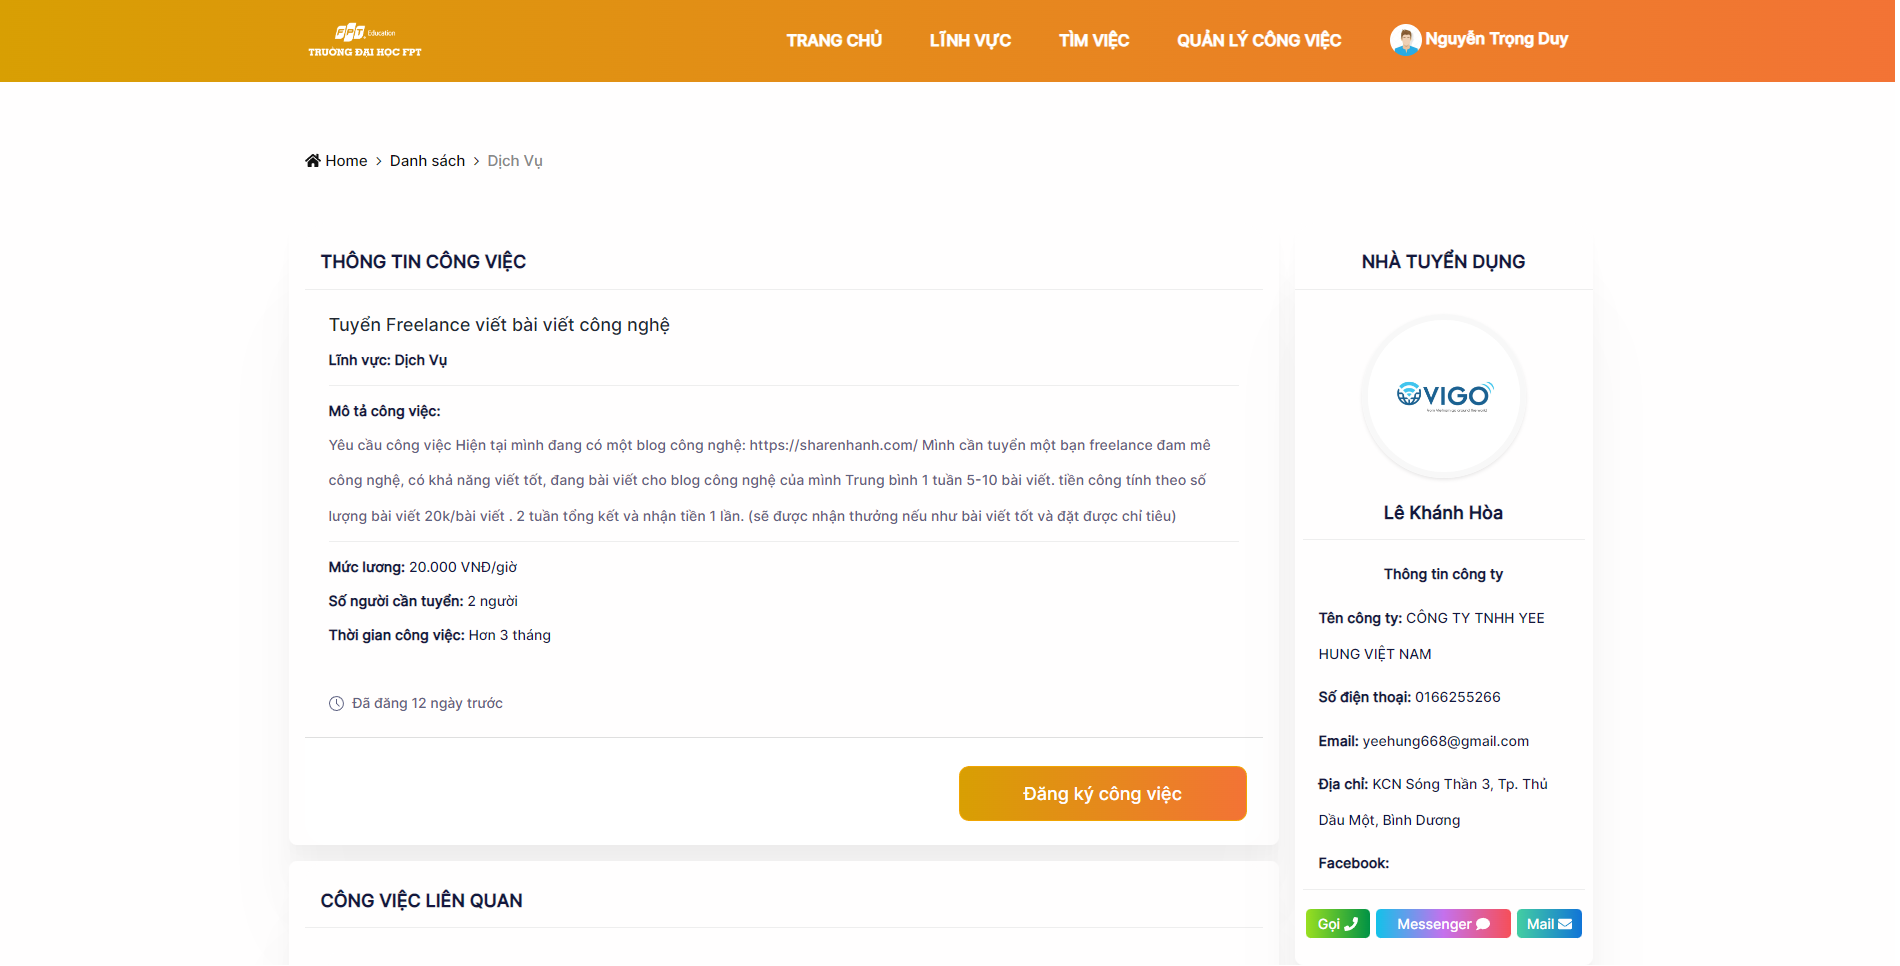 FPT Education
TRƯỜNG ĐẠI HỌC FPT
TRANG CHỦ
LĨNH VỰC
TÌM VIỆC
QUẢN LÝ CÔNG VIỆC
Nguyễn Trọng Duy
Home > Danh sách > Dịch Vụ
THÔNG TIN CÔNG VIỆC
Tuyển Freelance viết bài viết công nghệ
Lĩnh vực: Dịch Vụ
Mô tả công việc:
Yêu cầu công việc Hiện tại mình đang có một blog công nghệ: https://sharenhanh.com/ Mình cần tuyển một bạn freelance đam mê
công nghệ, có khả năng viết tốt, đang bài viết cho blog công nghệ của mình Trung bình 1 tuần 5-10 bài viết. tiền công tính theo số
lượng bài viết 20k/bài viết . 2 tuần tổng kết và nhận tiền 1 lần. (sẽ được nhận thưởng nếu như bài viết tốt và đặt được chỉ tiêu)
Mức lương: 20.000 VNĐ/giờ
Số người cần tuyển: 2 người
Thời gian công việc: Hơn 3 tháng
Đã đăng 12 ngày trước
Đăng ký công việc
CÔNG VIỆC LIÊN QUAN
NHÀ TUYỂN DỤNG
VIGO
from Vietnam go around the world
Lê Khánh Hòa
Thông tin công ty
Tên công ty: CÔNG TY TNHH YEE
HUNG VIỆT NAM
Số điện thoại: 0166255266
Email: yeehung668@gmail.com
Địa chỉ: KCN Sóng Thần 3, Tp. Thủ
Dầu Một, Bình Dương
Facebook:
Gọi
Messenger
Mail